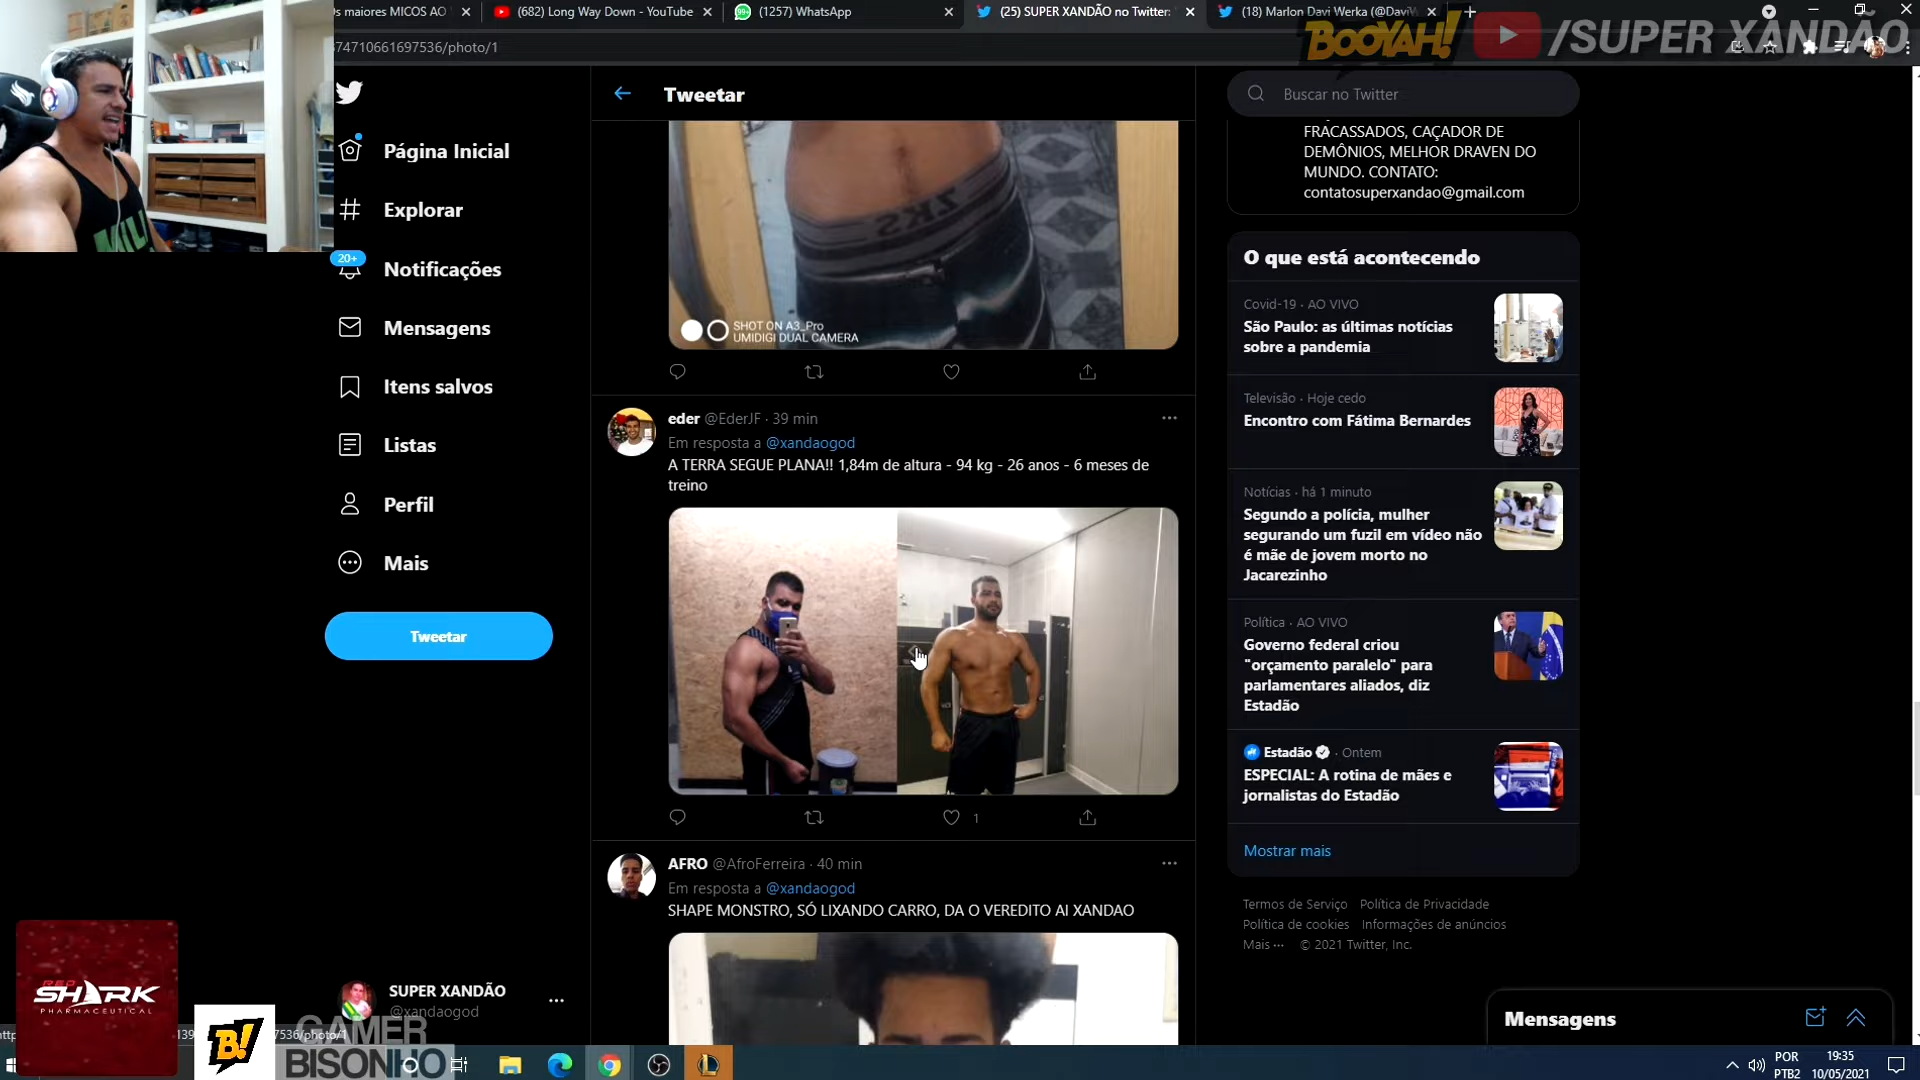 Os maiores MICOS AO
(682) Long Way Down - YouTube
99+
(1257) WhatsApp
(25) SUPER XANDÃO no Twitter:
(18) Marlon Davi Werka (@DaviW
BOOYAH!
/SUPER XANDÃO
74710661697536/photo/1
MIL
Tweetar
Buscar no Twitter
Página Inicial
Explorar
20+
Notificações
Mensagens
Itens salvos
Listas
Perfil
Mais
Tweetar
ZKS
SHOT ON A3_Pro
UMIDIGI DUAL CAMERA
eder @EderJF · 39 min
Em resposta a @xandaogod
A TERRA SEGUE PLANA!! 1,84m de altura - 94 kg - 26 anos - 6 meses de
treino
1
AFRO @AfroFerreira · 40 min
Em resposta a @xandaogod
SHAPE MONSTRO, SÓ LIXANDO CARRO, DA O VEREDITO AI XANDAO
FRACASSADOS, CAÇADOR DE
DEMÔNIOS, MELHOR DRAVEN DO
MUNDO. CONTATO:
contatosuperxandao@gmail.com
O que está acontecendo
Covid-19 · AO VIVO
São Paulo: as últimas notícias
sobre a pandemia
Televisão · Hoje cedo
Encontro com Fátima Bernardes
Notícias · há 1 minuto
Segundo a polícia, mulher
segurando um fuzil em vídeo não
é mãe de jovem morto no
Jacarezinho
Política · AO VIVO
Governo federal criou
"orçamento paralelo" para
parlamentares aliados, diz
Estadão
Estadão · Ontem
ESPECIAL: A rotina de mães e
jornalistas do Estadão
Mostrar mais
Termos de Serviço Política de Privacidade
Política de cookies Informações de anúncios
Mais ··· © 2021 Twitter, Inc.
Mensagens
SUPER XANDÃO
@xandaogod
RED
SHARK
PHARMACEUTICAL
139
7536/photo/1
B!
GAMER
BISONHO
POR
PTB2
19:35
10/05/2021